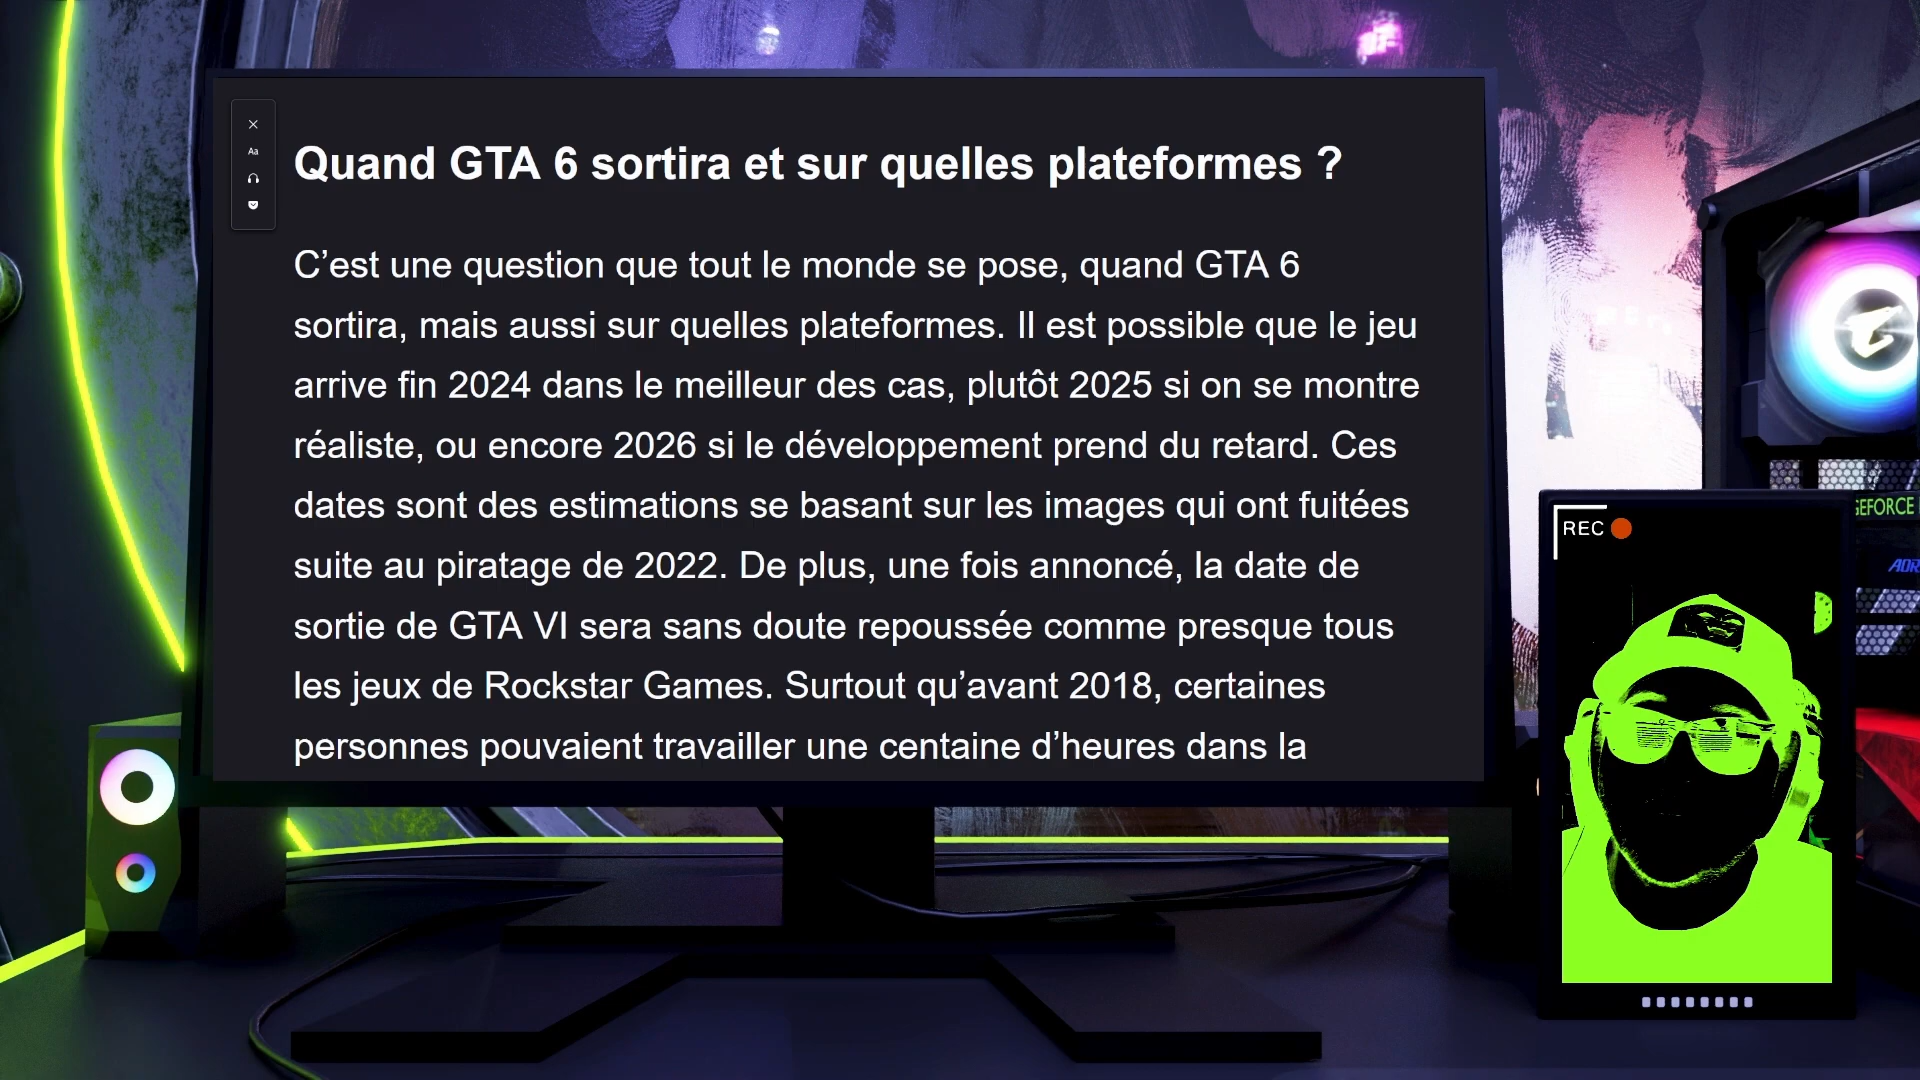 Aa
Quand GTA 6 sortira et sur quelles plateformes ?
C’est une question que tout le monde se pose, quand GTA 6
sortira, mais aussi sur quelles plateformes. Il est possible que le jeu
arrive fin 2024 dans le meilleur des cas, plutôt 2025 si on se montre
réaliste, ou encore 2026 si le développement prend du retard. Ces
dates sont des estimations se basant sur les images qui ont fuitées
suite au piratage de 2022. De plus, une fois annoncé, la date de
sortie de GTA VI sera sans doute repoussée comme presque tous
les jeux de Rockstar Games. Surtout qu’avant 2018, certaines
personnes pouvaient travailler une centaine d’heures dans la
GEFORCE
REC